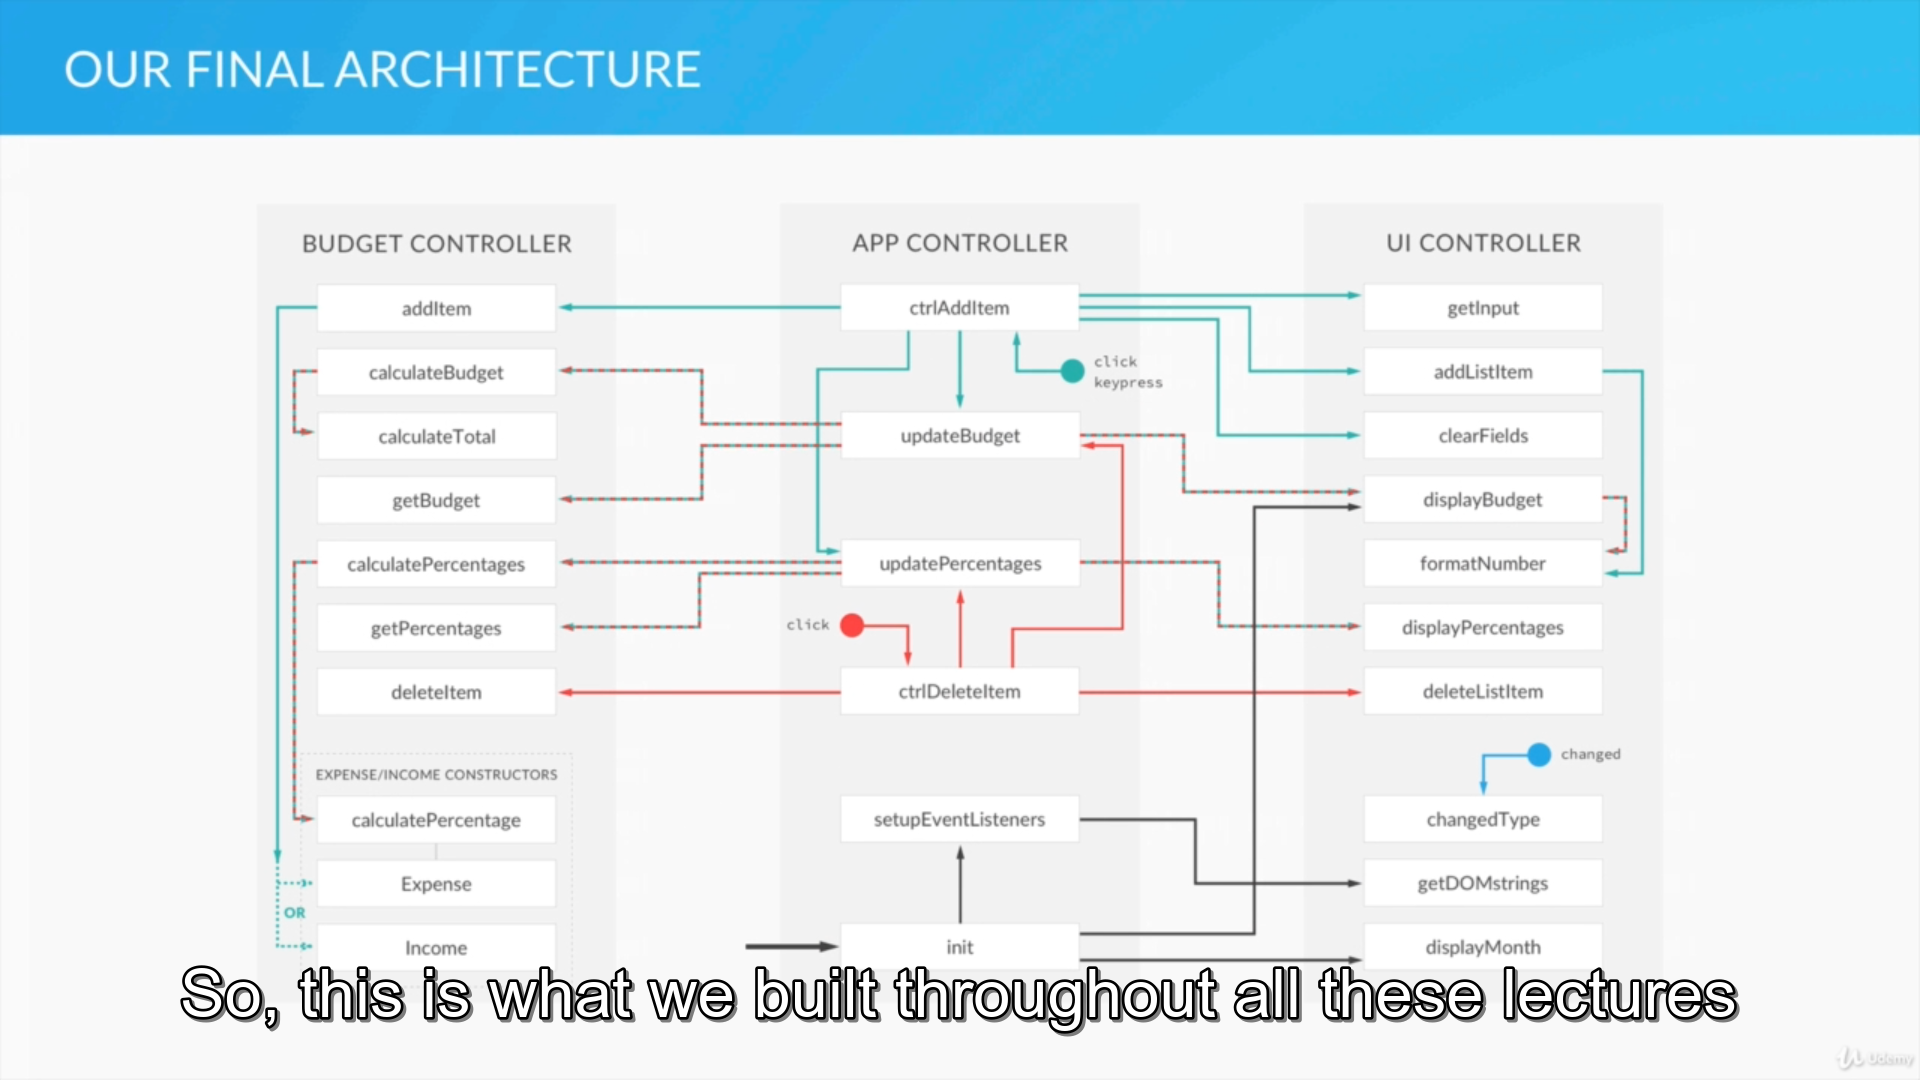 OUR FINAL ARCHITECTURE
BUDGET CONTROLLER
addItem
calculateBudget
calculateTotal
getBudget
calculatePercentages
getPercentages
deleteItem
EXPENSE/INCOME CONSTRUCTORS
calculatePercentage
Expense
OR
Income
APP CONTROLLER
ctrlAddItem
click
keypress
updateBudget
updatePercentages
click
ctrlDeleteItem
setupEventListeners
init
UI CONTROLLER
getInput
addListItem
clearFields
displayBudget
formatNumber
displayPercentages
deleteListItem
changed
changedType
getDOMstrings
displayMonth
So, this is what we built throughout all these lectures
Udemy